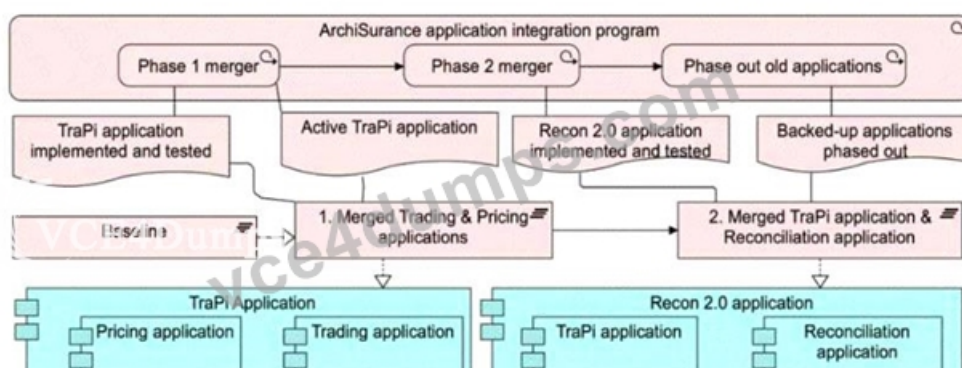 ArchiSurance application integration program
Phase 1 merger
Phase 2 merger
Phase out old applications
TraPi application
implemented and tested
Active TraPi application
Recon 2.0 application
implemented and tested
Backed-up applications
phased out
Baseline
VCE4Dumps
1. Merged Trading & Pricing
applications
2. Merged TraPi application &
Reconciliation application
vce4dumps.com
TraPi Application
Recon 2.0 application
Pricing application
Trading application
TraPi application
Reconciliation
application